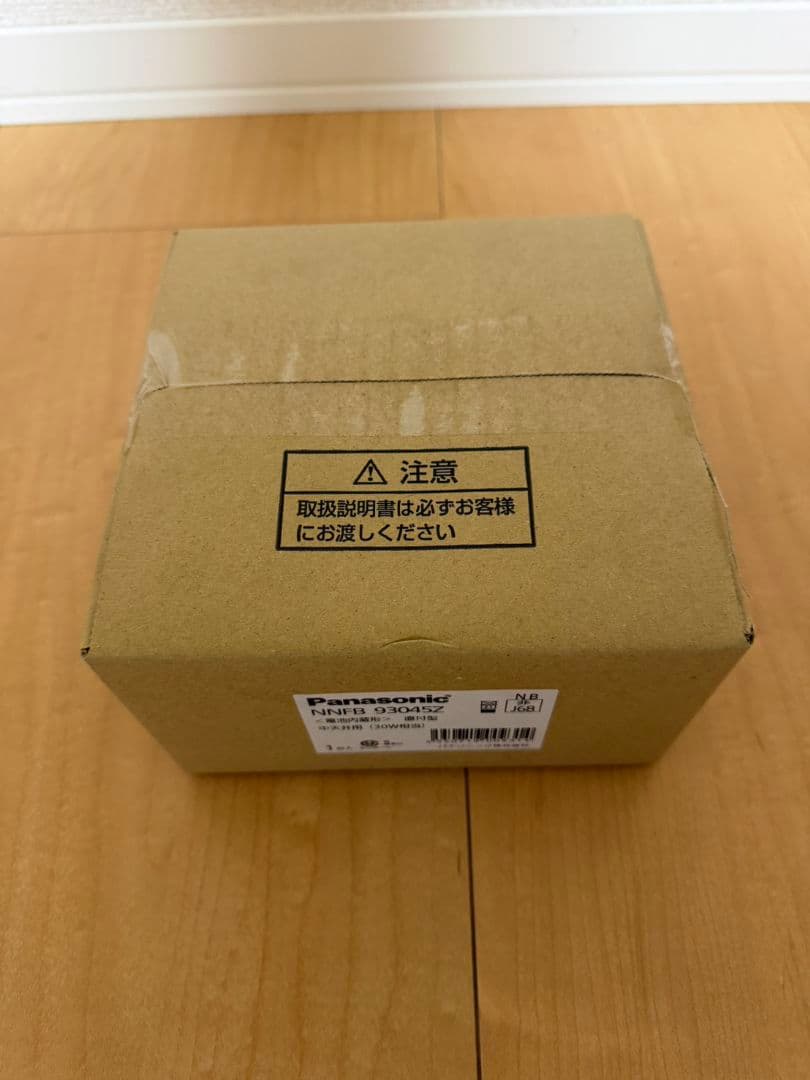 ⚠ 注意
取扱説明書は必ずお客様
にお渡しください
Panasonic
NNFB 93045Z
<電池内蔵形> 直付型
中天井用(30W相当)
NB
非
J68